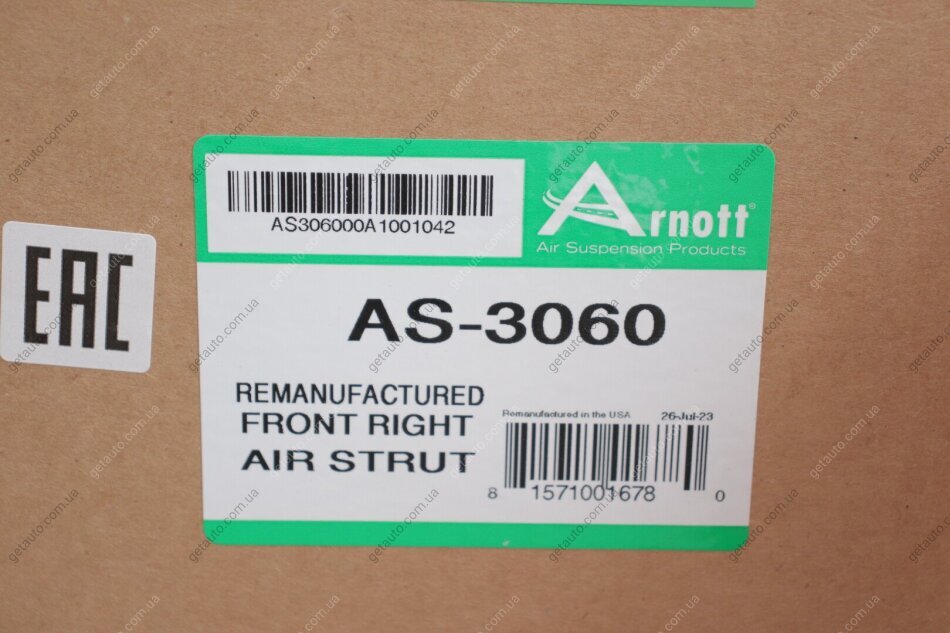 AS306000A1001042
Arnott®
Air Suspension Products
EAC
AS-3060
REMANUFACTURED
FRONT RIGHT
AIR STRUT
Remanufactured in the USA 26-Jul-23
8 1571001678 0
getauto.com.ua